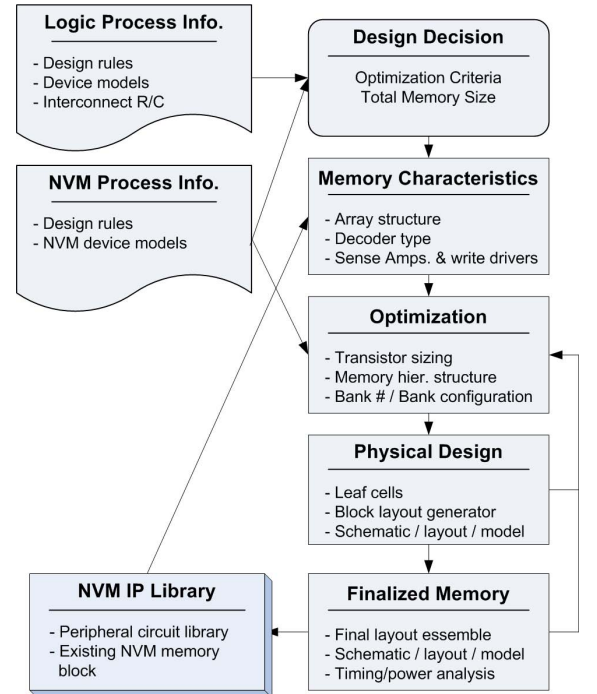 Logic Process Info.
- Design rules
- Device models
- Interconnect R/C
Design Decision
Optimization Criteria
Total Memory Size
NVM Process Info.
- Design rules
- NVM device models
Memory Characteristics
- Array structure
- Decoder type
- Sense Amps. & write drivers
Optimization
- Transistor sizing
- Memory hier. structure
- Bank # / Bank configuration
Physical Design
- Leaf cells
- Block layout generator
- Schematic / layout / model
NVM IP Library
- Peripheral circuit library
- Existing NVM memory
block
Finalized Memory
- Final layout essemble
- Schematic / layout / model
- Timing/power analysis